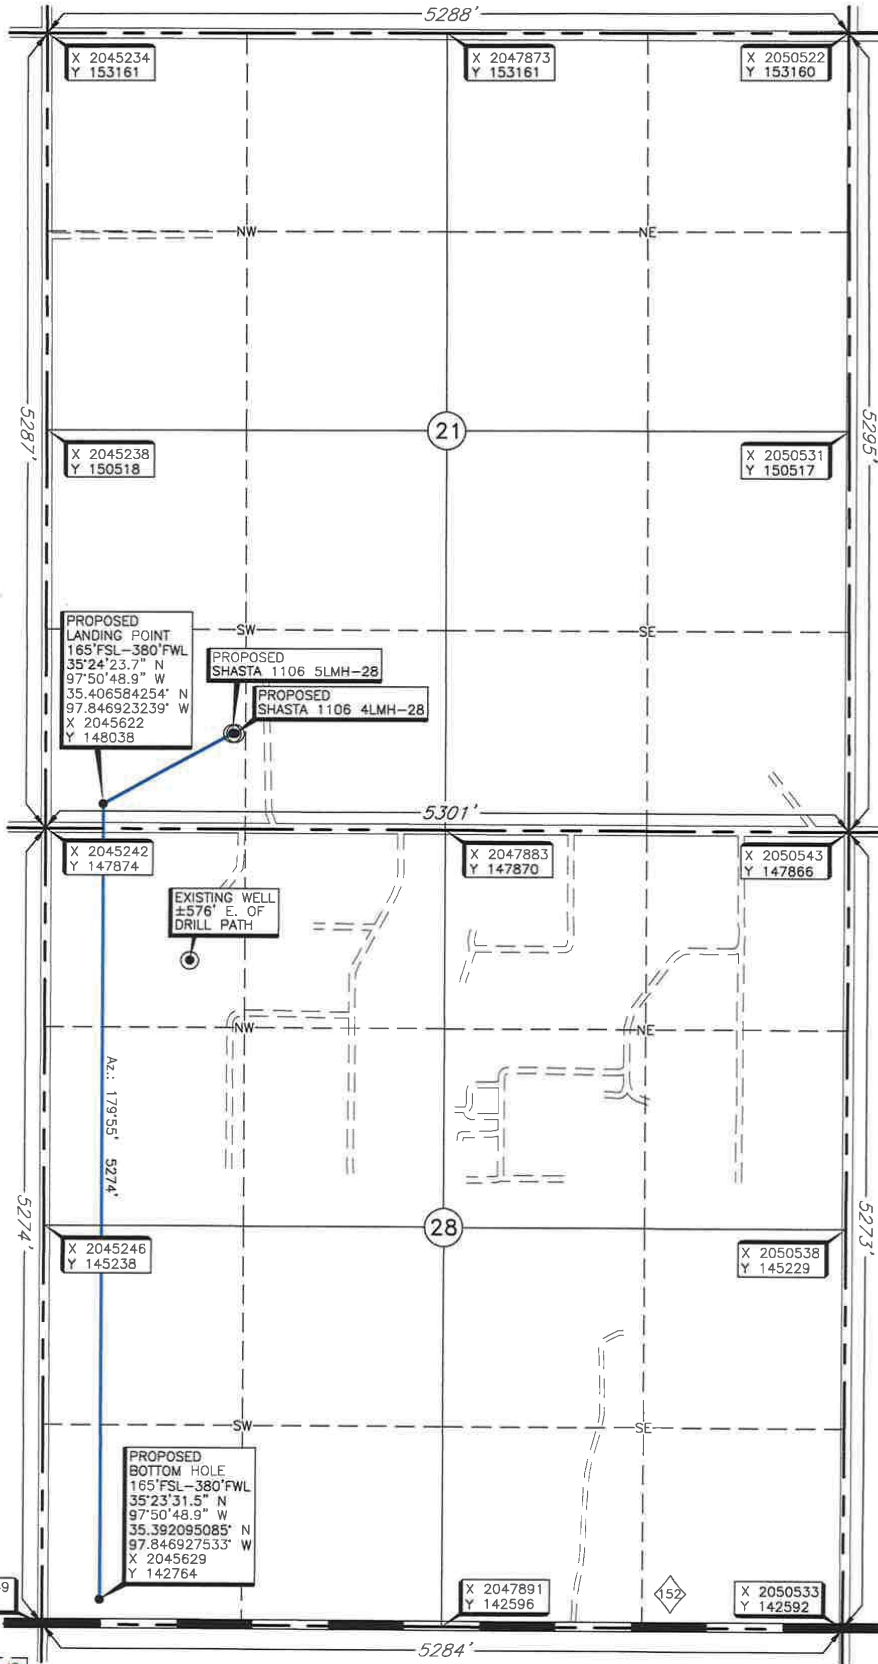 5288'
X 2045234
Y 153161
X 2047873
Y 153161
X 2050522
Y 153160
NW
NE
5287'
21
5295'
X 2045238
Y 150518
X 2050531
Y 150517
PROPOSED
LANDING POINT
165'FSL-380'FWL
35°24'23.7" N
97°50'48.9" W
35.406584254° N
97.846923239° W
X 2045622
Y 148038
SW
SE
PROPOSED
SHASTA 1106 5LMH-28
PROPOSED
SHASTA 1106 4LMH-28
5301'
X 2045242
Y 147874
X 2047883
Y 147870
X 2050543
Y 147866
EXISTING WELL
±576' E. OF
DRILL PATH
NW
NE
Az.: 179°55' 5274'
5274'
28
5273'
X 2045246
Y 145238
X 2050538
Y 145229
SW
SE
PROPOSED
BOTTOM HOLE
165'FSL-380'FWL
35°23'31.5" N
97°50'48.9" W
35.392095085° N
97.846927533° W
X 2045629
Y 142764
9
X 2047891
Y 142596
152
X 2050533
Y 142592
5284'